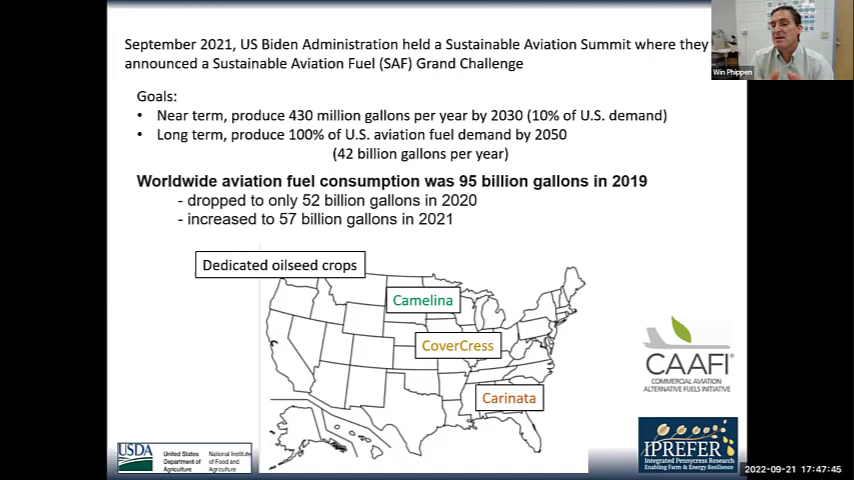 September 2021, US Biden Administration held a Sustainable Aviation Summit where they
announced a Sustainable Aviation Fuel (SAF) Grand Challenge
Goals:
• Near term, produce 430 million gallons per year by 2030 (10% of U.S. demand)
• Long term, produce 100% of U.S. aviation fuel demand by 2050
(42 billion gallons per year)
Worldwide aviation fuel consumption was 95 billion gallons in 2019
- dropped to only 52 billion gallons in 2020
- increased to 57 billion gallons in 2021
Dedicated oilseed crops
Camelina
CoverCress
Carinata
Win Phippen
CAAFI®
COMMERCIAL AVIATION
ALTERNATIVE FUELS INITIATIVE
USDA
United States
Department of
Agriculture
National Institute
of Food and
Agriculture
IPREFER
Integrated Pennycress Research
Enabling Farm & Energy Resilience
2022-09-21 17:47:45